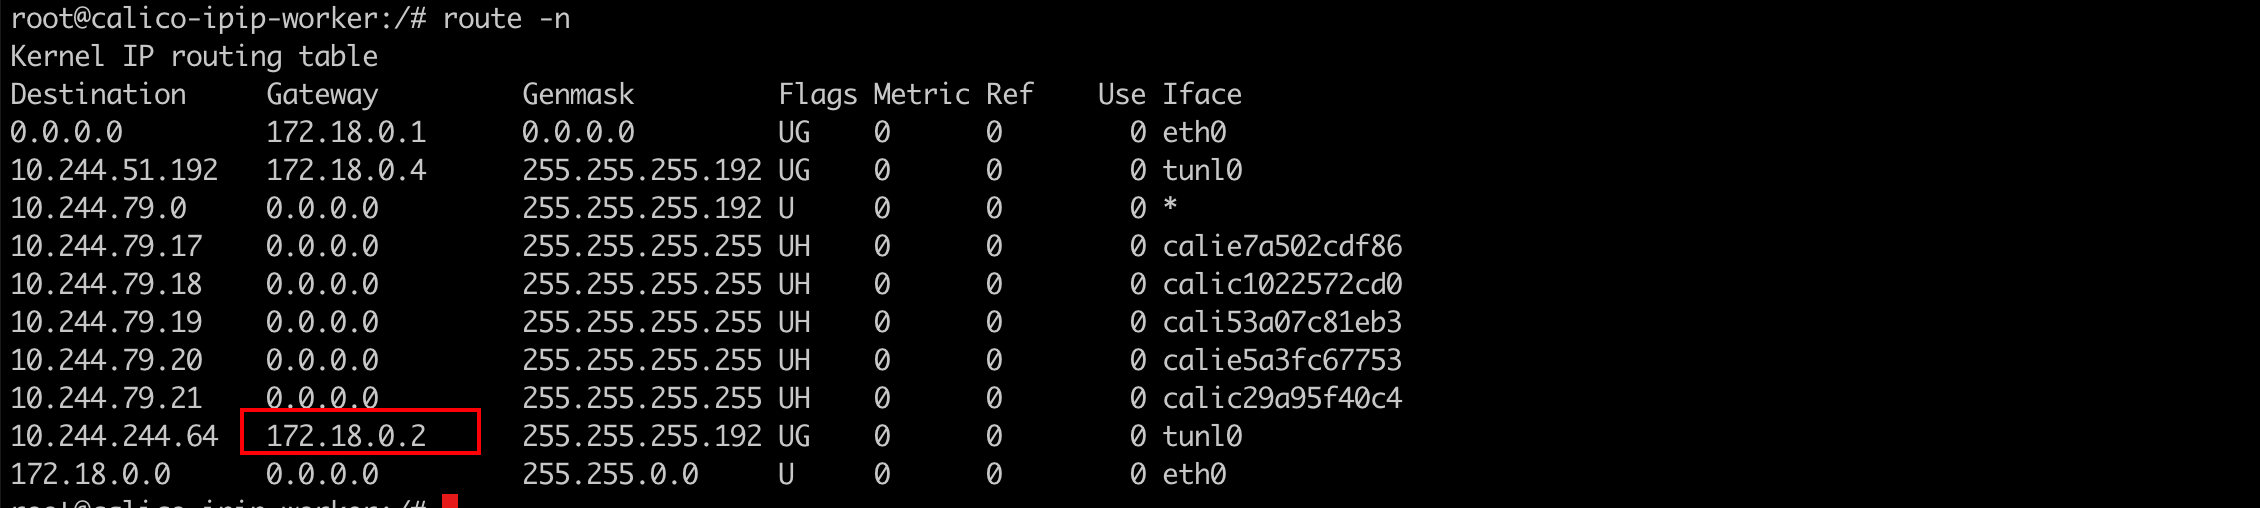 root@calico-ipip-worker:/# route -n
Kernel IP routing table
Destination     Gateway         Genmask         Flags Metric Ref    Use Iface
0.0.0.0         172.18.0.1      0.0.0.0         UG    0      0        0 eth0
10.244.51.192   172.18.0.4      255.255.255.192 UG    0      0        0 tunl0
10.244.79.0     0.0.0.0         255.255.255.192 U     0      0        0 *
10.244.79.17    0.0.0.0         255.255.255.255 UH    0      0        0 calie7a502cdf86
10.244.79.18    0.0.0.0         255.255.255.255 UH    0      0        0 calic1022572cd0
10.244.79.19    0.0.0.0         255.255.255.255 UH    0      0        0 cali53a07c81eb3
10.244.79.20    0.0.0.0         255.255.255.255 UH    0      0        0 calie5a3fc67753
10.244.79.21    0.0.0.0         255.255.255.255 UH    0      0        0 calic29a95f40c4
10.244.244.64   172.18.0.2      255.255.255.192 UG    0      0        0 tunl0
172.18.0.0      0.0.0.0         255.255.0.0     U     0      0        0 eth0
root@calico-ipip-worker:/#